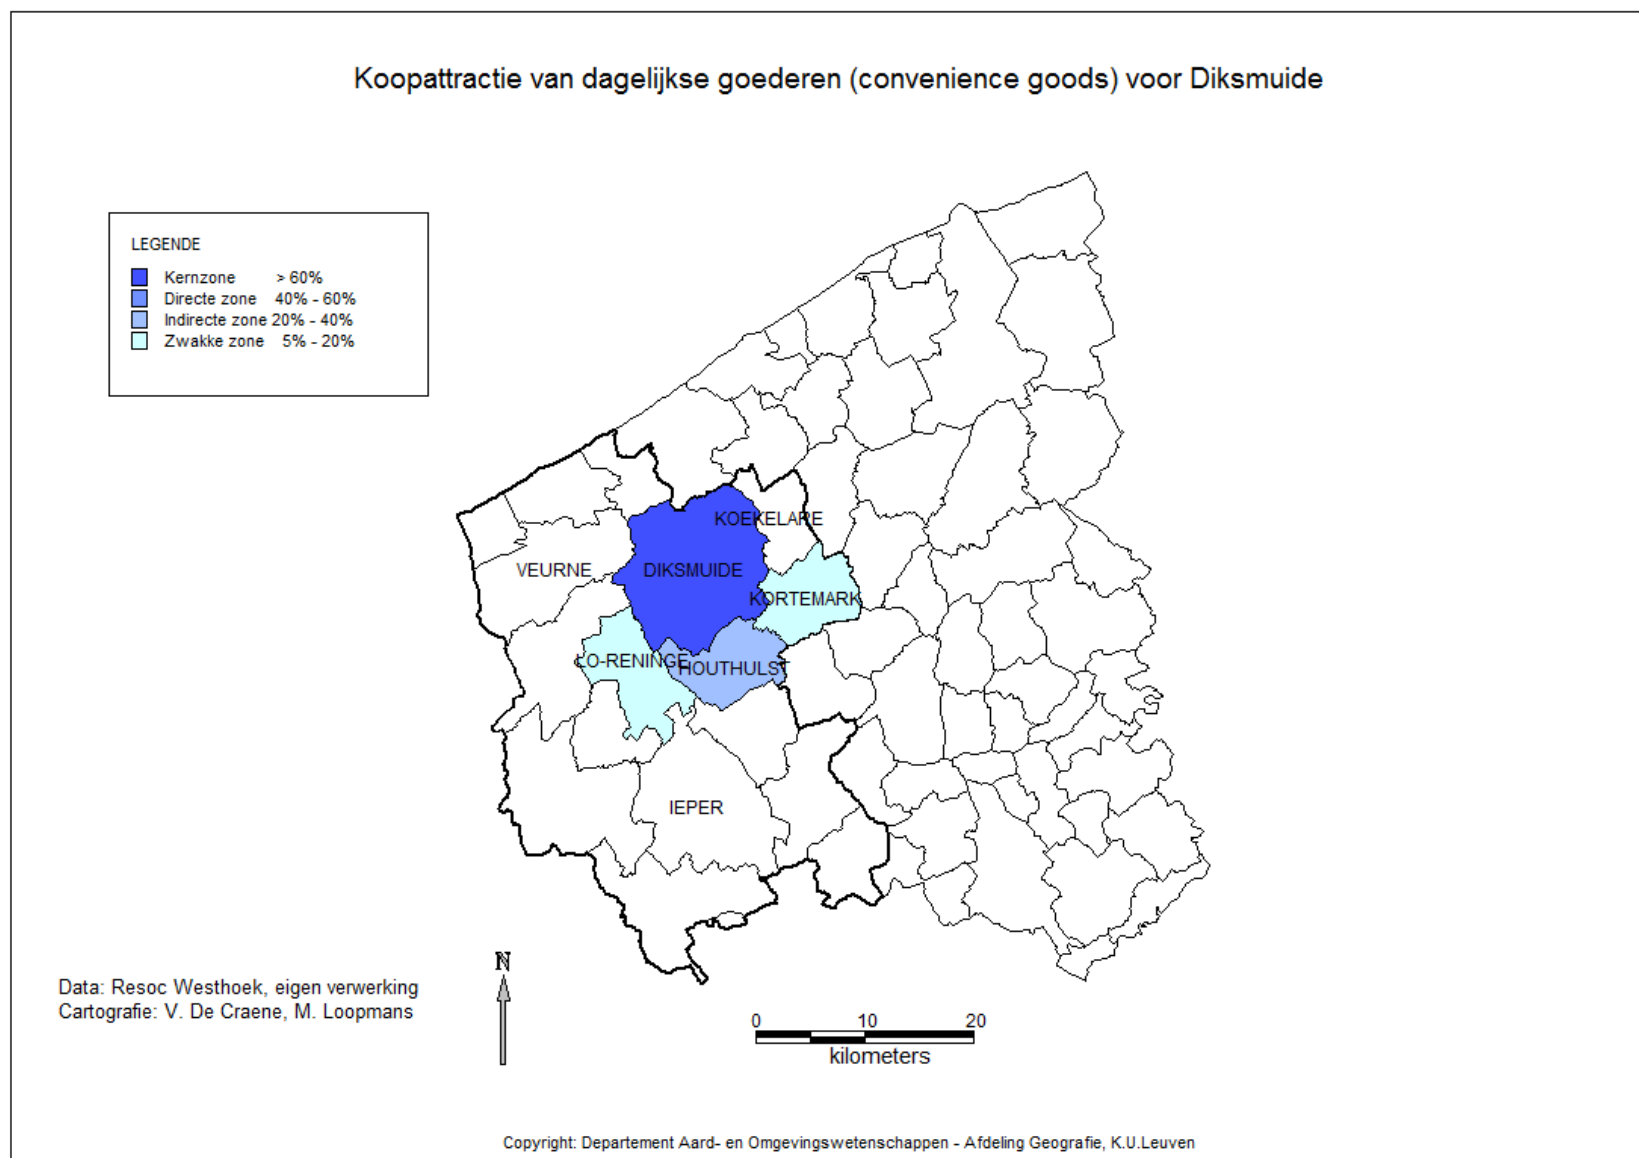 Koopattractie van dagelijkse goederen (convenience goods) voor Diksmuide
LEGENDE
Kernzone > 60%
Directe zone 40% - 60%
Indirecte zone 20% - 40%
Zwakke zone 5% - 20%
KOEKELARE
VEURNE
DIKSMUIDE
KORTEMARK
LO-RENINGE
HOUTHULST
IEPER
N
Data: Resoc Westhoek, eigen verwerking
Cartografie: V. De Craene, M. Loopmans
0 10 20
kilometers
Copyright: Departement Aard- en Omgevingswetenschappen - Afdeling Geografie, K.U.Leuven